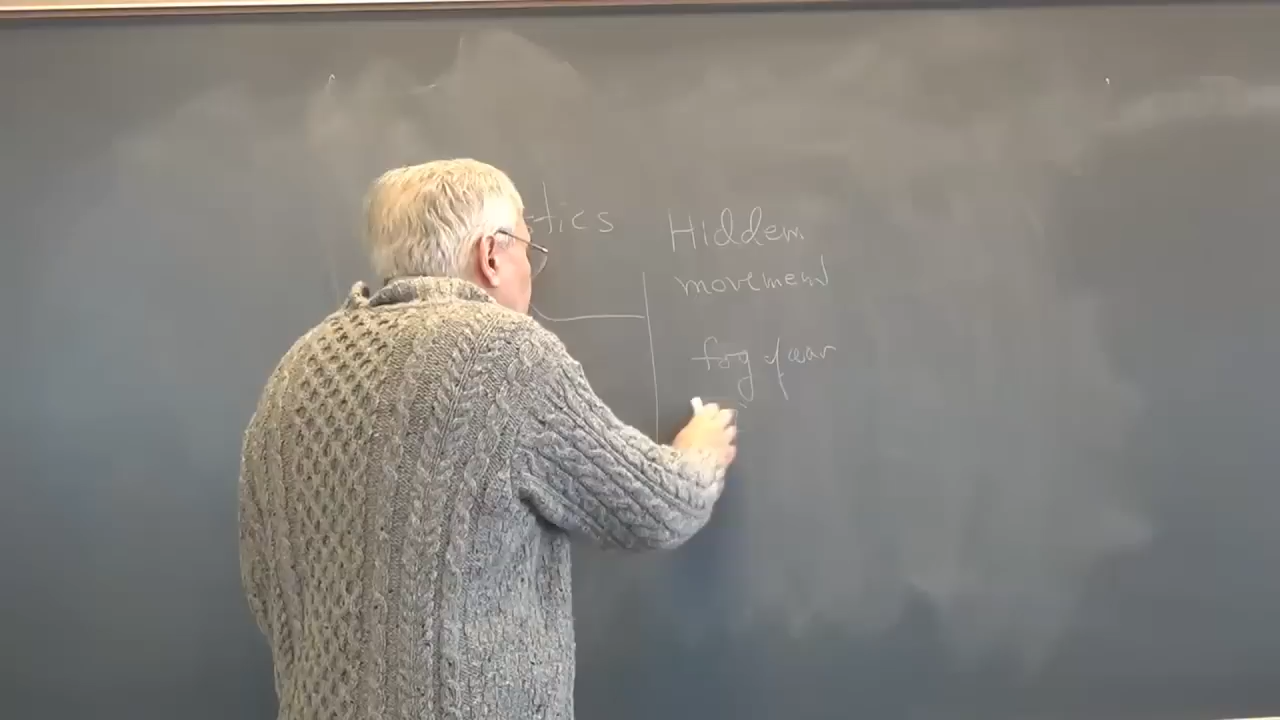 tics
Hidden
movement
fog of war